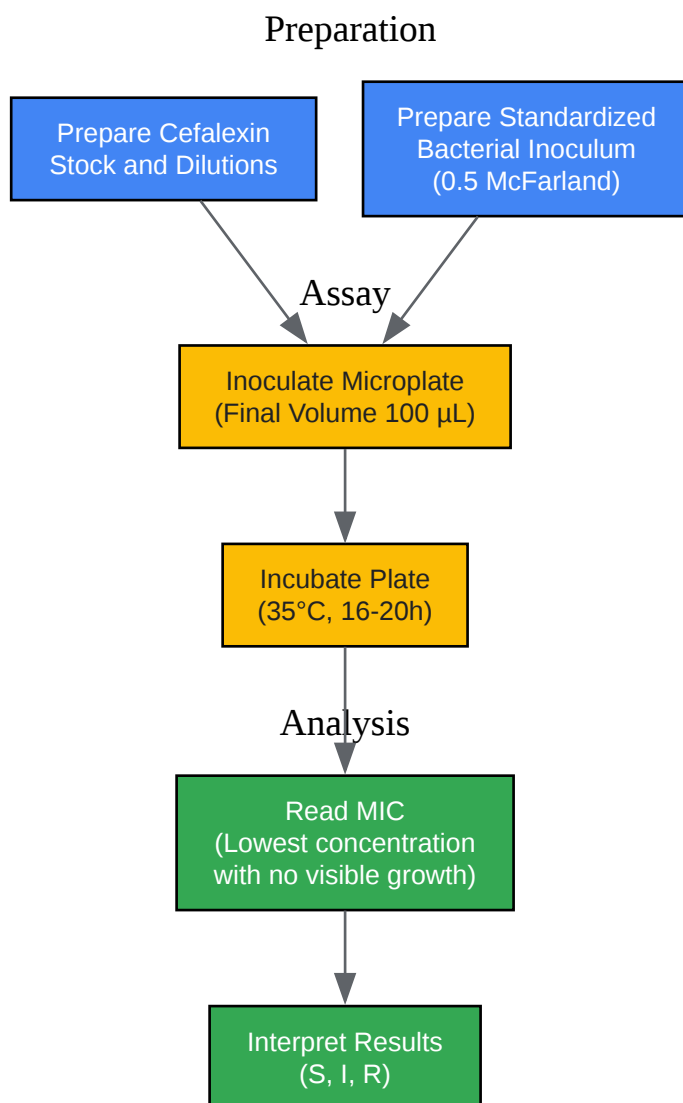 Preparation
Prepare Cefalexin
Stock and Dilutions
Prepare Standardized
Bacterial Inoculum
(0.5 McFarland)
Assay
Inoculate Microplate
(Final Volume 100 µL)
Incubate Plate
(35°C, 16-20h)
Analysis
Read MIC
(Lowest concentration
with no visible growth)
Interpret Results
(S, I, R)